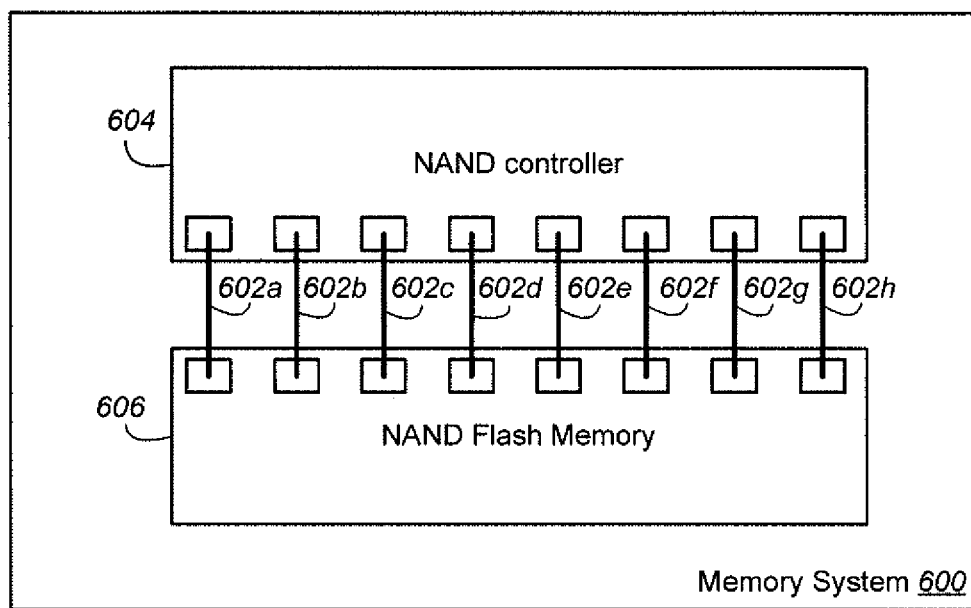 604
NAND controller
602a 602b 602c 602d 602e 602f 602g 602h
606
NAND Flash Memory
Memory System 600